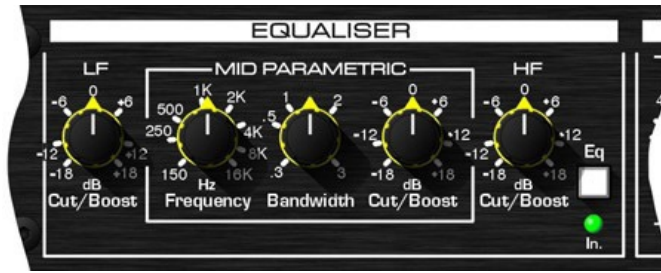 EQUALISER
LF
MID PARAMETRIC
HF
0
-6 +6
-12 +12
-18 +18
dB
Cut/Boost
1K
500 2K
250 4K
8K
150 16K
Hz
Frequency
1 2
.5
.3 3
Bandwidth
0
-6 +6
-12 +12
-18 +18
dB
Cut/Boost
0
-6 +6
-12 +12
-18 +18
dB
Cut/Boost
Eq
In.